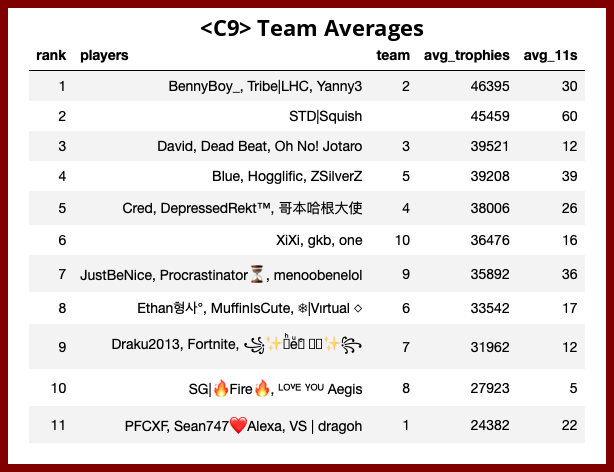 <C9> Team Averages
rank players team avg_trophies avg_11s
1 BennyBoy_, Tribe|LHC, Yanny3 2 46395 30
2 STD|Squish 45459 60
3 David, Dead Beat, Oh No! Jotaro 3 39521 12
4 Blue, Hogglific, ZSilverZ 5 39208 39
5 Cred, DepressedRekt™, 哥本哈根大使 4 38006 26
6 XiXi, gkb, one 10 36476 16
7 JustBeNice, Procrastinator⏳, menoobenelol 9 35892 36
8 Ethan형사°, MuffinIsCute, ❄|Vırtual ◇ 6 33542 17
9 Draku2013, Fortnite, 7 31962 12
10 SG|🔥Fire🔥, ᴸᴼⱽᴱ ᵞᴼᵁ Aegis 8 27923 5
11 PFCXF, Sean747❤️Alexa, VS | dragoh 1 24382 22